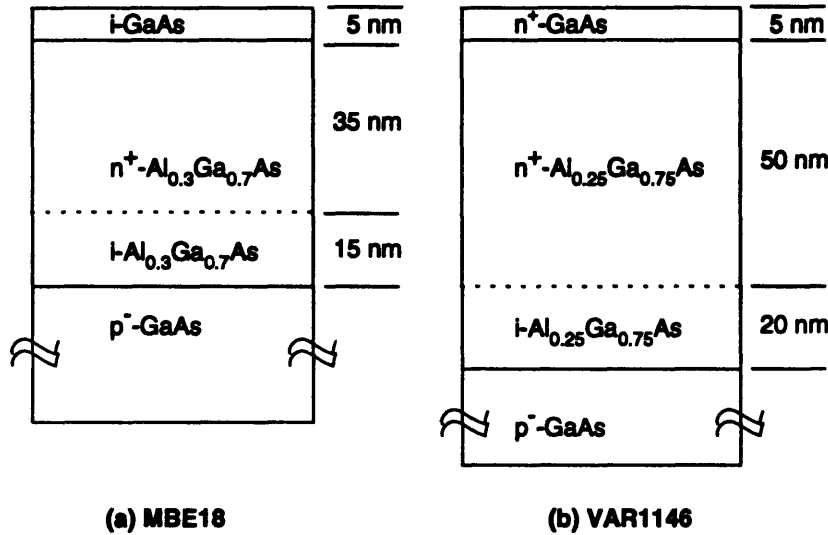 i-GaAs
5 nm
35 nm
n⁺-Al₀.₃Ga₀.₇As
i-Al₀.₃Ga₀.₇As
15 nm
p⁻-GaAs
(a) MBE18
n⁺-GaAs
5 nm
n⁺-Al₀.₂₅Ga₀.₇₅As
50 nm
i-Al₀.₂₅Ga₀.₇₅As
20 nm
p⁻-GaAs
(b) VAR1146